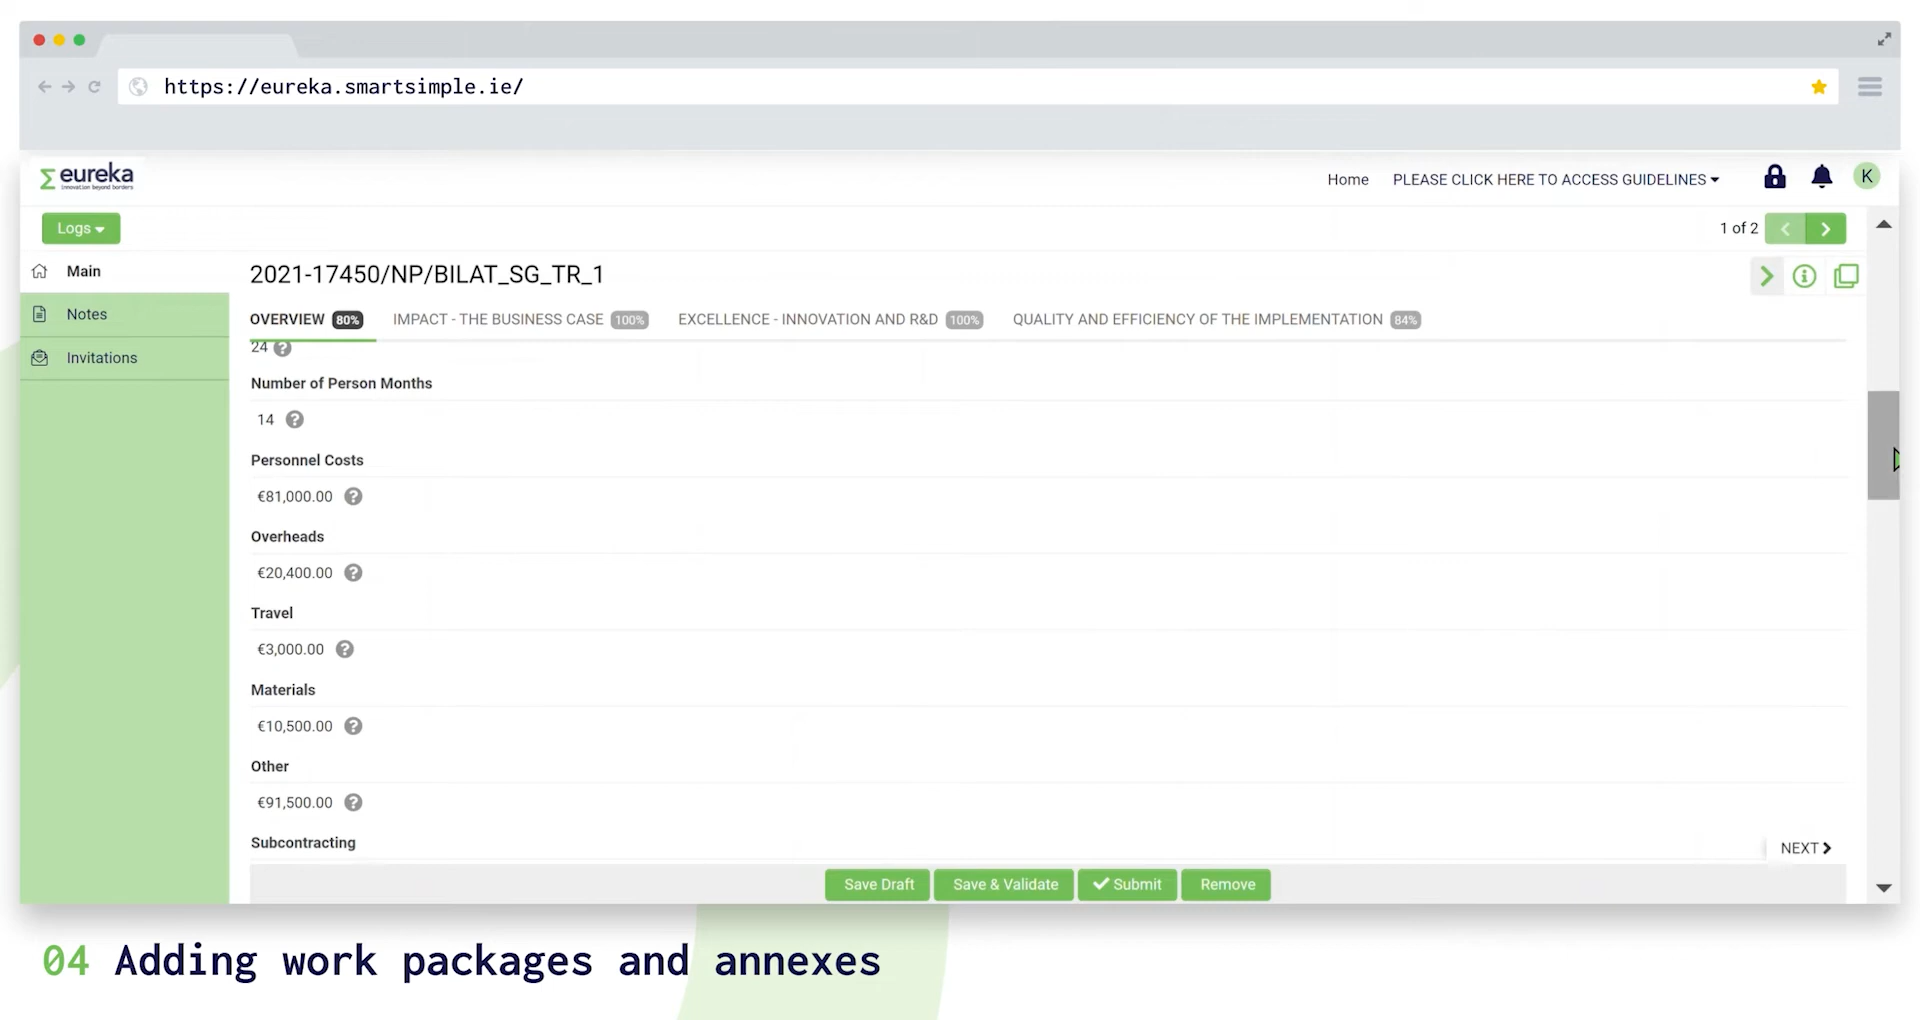 https://eureka.smartsimple.ie/
eureka
innovation beyond borders
Home
PLEASE CLICK HERE TO ACCESS GUIDELINES
K
Logs
1 of 2
Main
Notes
Invitations
2021-17450/NP/BILAT_SG_TR_1
OVERVIEW 80% IMPACT - THE BUSINESS CASE 100% EXCELLENCE - INNOVATION AND R&D 100% QUALITY AND EFFICIENCY OF THE IMPLEMENTATION 84%
24 ?
Number of Person Months
14 ?
Personnel Costs
€81,000.00 ?
Overheads
€20,400.00 ?
Travel
€3,000.00 ?
Materials
€10,500.00 ?
Other
€91,500.00 ?
Subcontracting
NEXT
Save Draft Save & Validate Submit Remove
04 Adding work packages and annexes